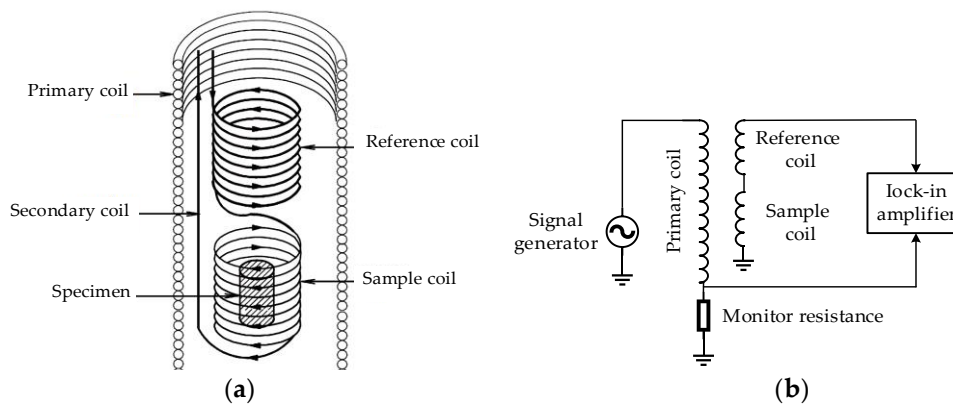 Primary coil
Reference coil
Secondary coil
Specimen
Sample coil
(a)
Signal
generator
Primary coil
Reference
coil
Sample
coil
lock-in
amplifier
Monitor resistance
(b)